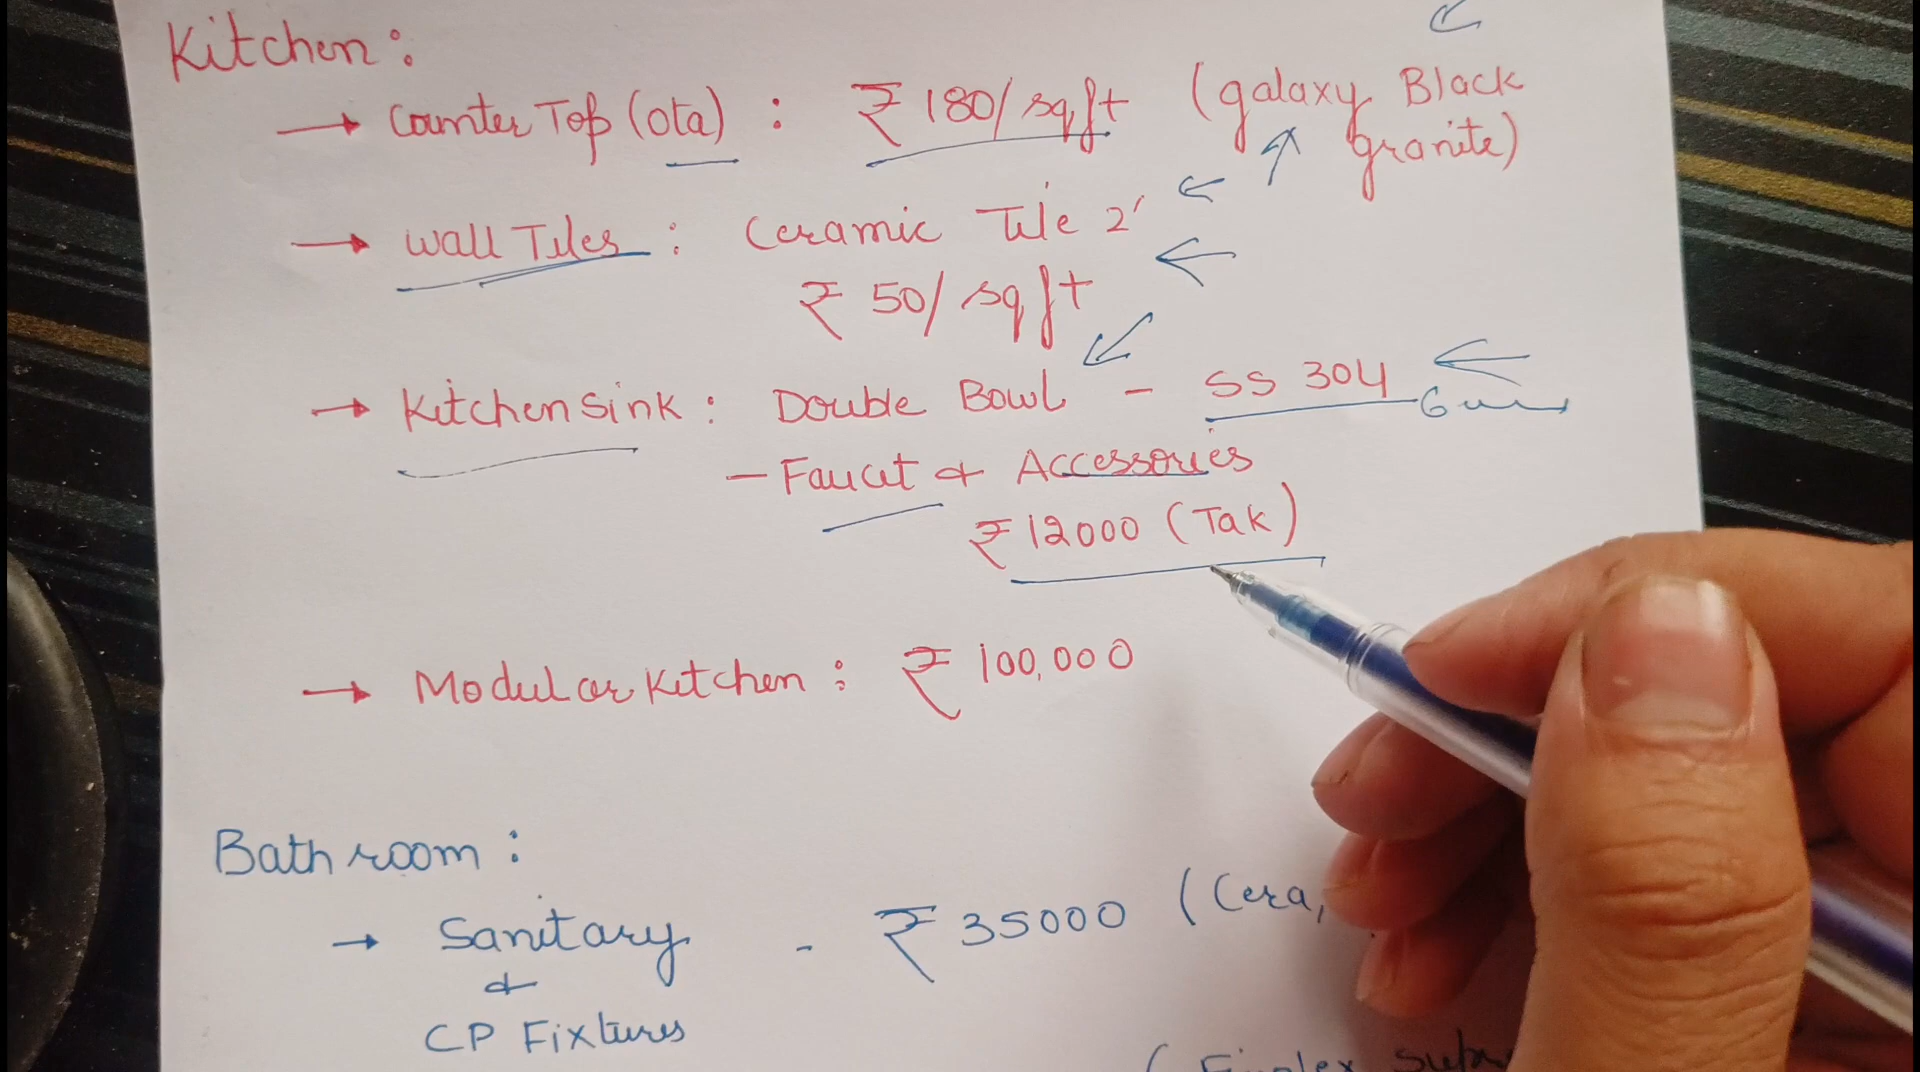 Kitchen :
→ Counter Top (ota) : ₹ 180/sqft (galaxy Black
granite)
→ Wall Tiles : Ceramic Tile 2'
₹ 50/sqft
→ Kitchen Sink : Double Bowl - SS 304
- Faucet & Accessories
₹ 12000 (Tak)
→ Modular Kitchen : ₹ 100,000
Bathroom :
→ Sanitary - ₹ 35000 (Cera,
&
CP Fixtures